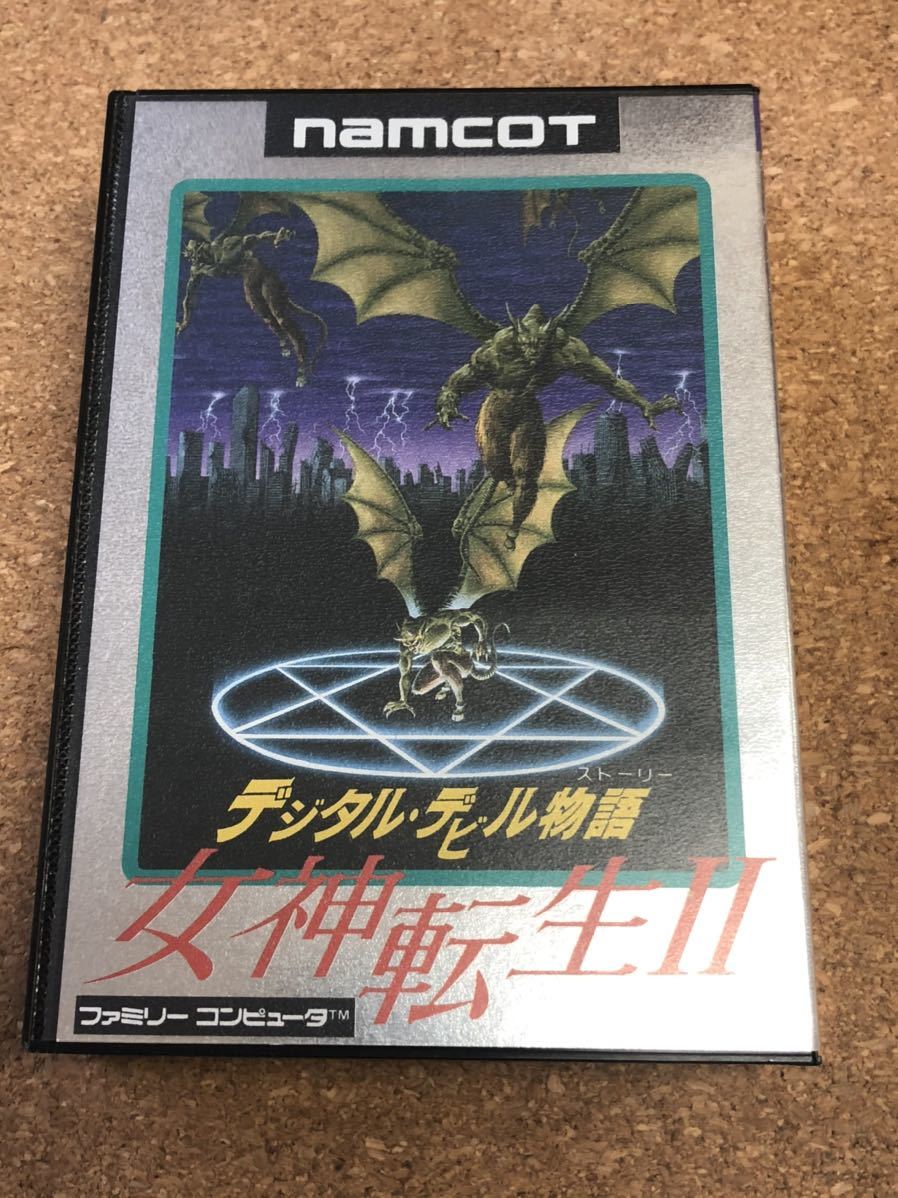 namcot
ストーリー
デジタル・デビル物語
女神転生II
ファミリー コンピュータ™